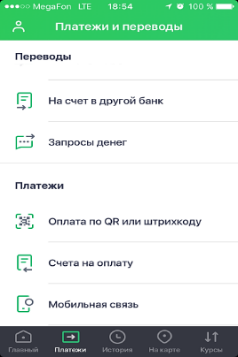 MegaFon LTE 18:54 100 %
Платежи и переводы
Переводы
На счет в другой банк
Запросы денег
Платежи
Оплата по QR или штрихкоду
Счета на оплату
Мобильная связь
Главный Платежи История На карте Курсы